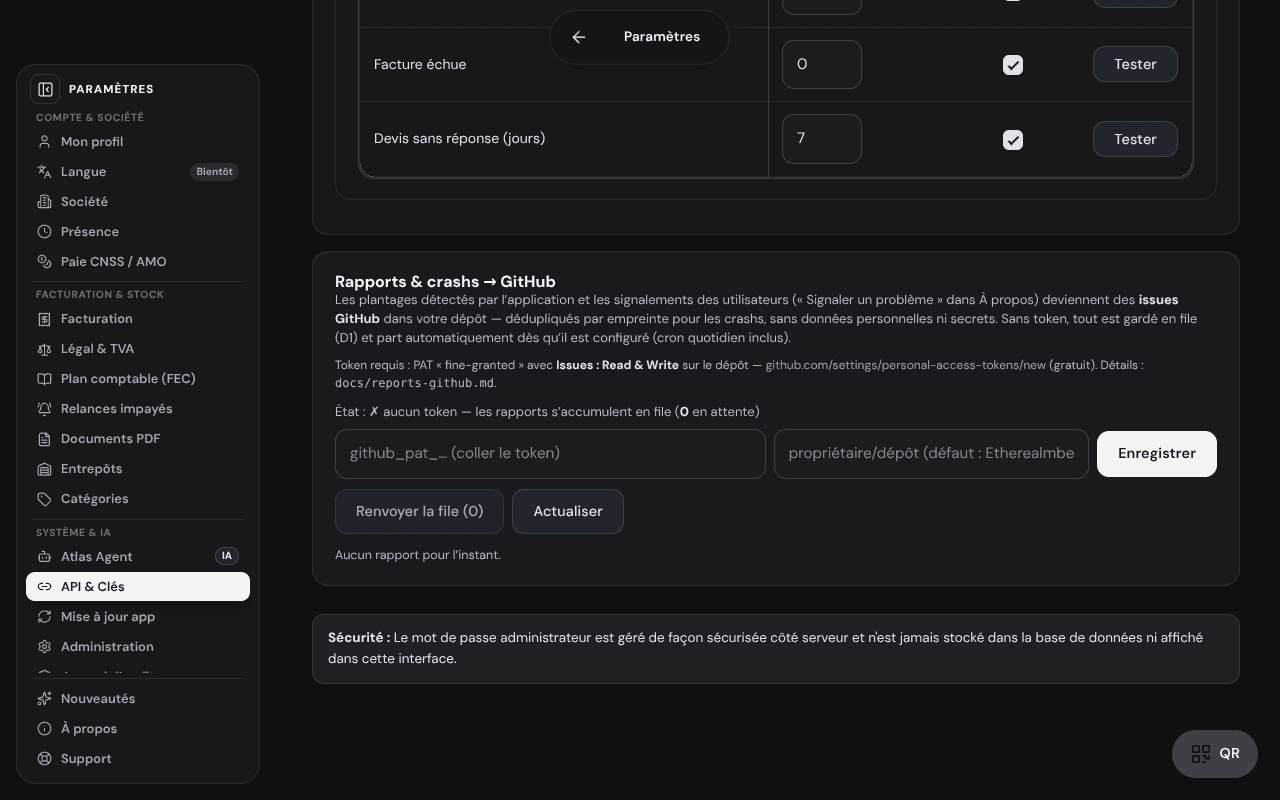 Paramètres
PARAMÈTRES
COMPTE & SOCIÉTÉ
Mon profil
Langue
Bientôt
Société
Présence
Paie CNSS / AMO
FACTURATION & STOCK
Facturation
Légal & TVA
Plan comptable (FEC)
Relances impayés
Documents PDF
Entrepôts
Catégories
SYSTÈME & IA
Atlas Agent
IA
API & Clés
Mise à jour app
Administration
Nouveautés
À propos
Support
Facture échue
0
Tester
Devis sans réponse (jours)
7
Tester
Rapports & crashs → GitHub
Les plantages détectés par l’application et les signalements des utilisateurs (« Signaler un problème » dans À propos) deviennent des issues
GitHub dans votre dépôt — dédupliqués par empreinte pour les crashs, sans données personnelles ni secrets. Sans token, tout est gardé en file
(D1) et part automatiquement dès qu’il est configuré (cron quotidien inclus).
Token requis : PAT « fine-granted » avec Issues : Read & Write sur le dépôt — github.com/settings/personal-access-tokens/new (gratuit). Détails :
docs/reports-github.md.
État : ✗ aucun token — les rapports s’accumulent en file (0 en attente)
github_pat_… (coller le token)
propriétaire/dépôt (défaut : Etherealmbe
Enregistrer
Renvoyer la file (0)
Actualiser
Aucun rapport pour l’instant.
Sécurité : Le mot de passe administrateur est géré de façon sécurisée côté serveur et n'est jamais stocké dans la base de données ni affiché
dans cette interface.
QR